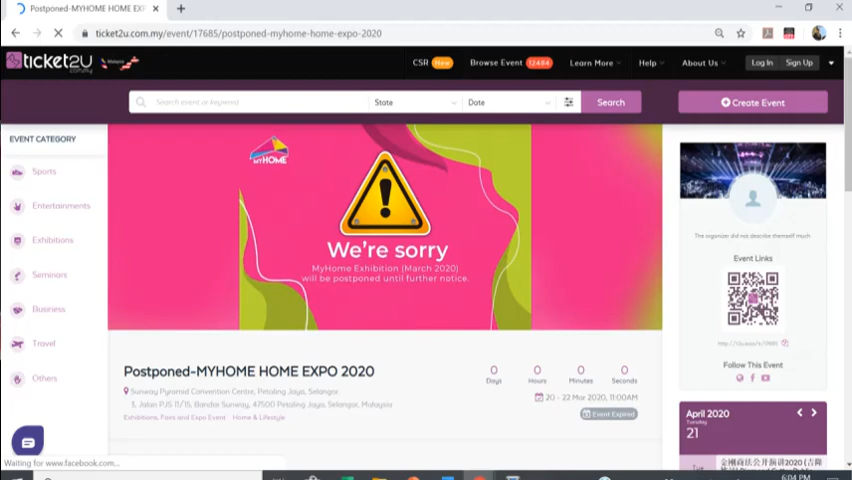 Postponed-MYHOME HOME EXP
ticket2u.com.my/event/17685/postponed-myhome-home-expo-2020
ticket2U
.com.my
Malaysia
CSR New
Browse Event 12484
Learn More
Help
About Us
Log In
Sign Up
Search event or keyword
State
Date
Search
Create Event
EVENT CATEGORY
Sports
Entertainments
Exhibitions
Seminars
Business
Travel
Others
MYHOME
We're sorry
MyHome Exhibition (March 2020)
will be postponed until further notice.
Postponed-MYHOME HOME EXPO 2020
Sunway Pyramid Convention Centre, Petaling Jaya, Selangor.
3, Jalan PJS 11/15, Bandar Sunway, 47500 Petaling Jaya, Selangor, Malaysia
Exhibitions, Fairs and Expo Event Home & Lifestyle
0 0 0 0
Days Hours Minutes Seconds
20 - 22 Mar 2020, 11:00AM
Event Expired
The organizer did not describe themself much.
Event Links
Follow This Event
April 2020
Tuesday
21
Tue
Waiting for www.facebook.com...
6:04 PM